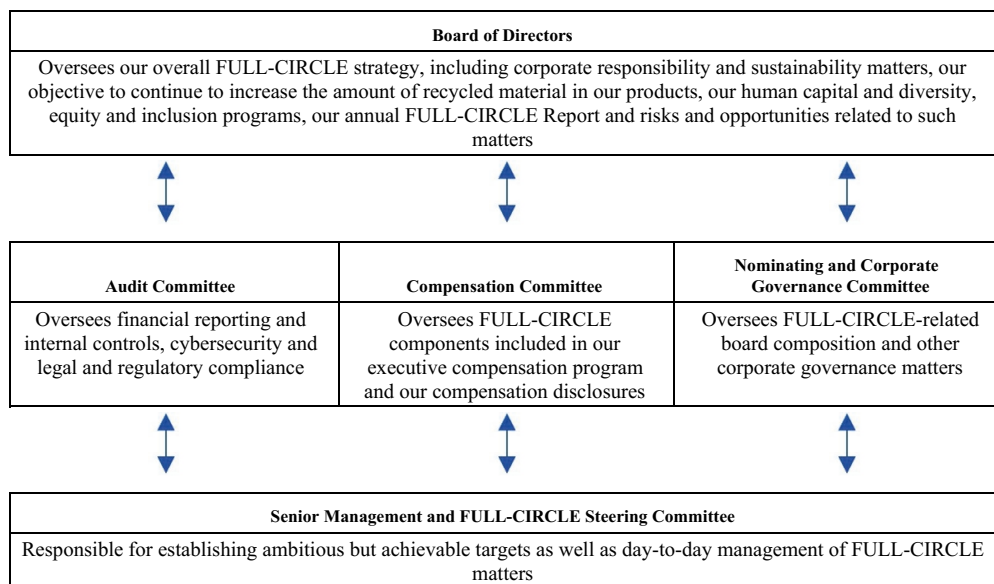 Board of Directors
Oversees our overall FULL-CIRCLE strategy, including corporate responsibility and sustainability matters, our
objective to continue to increase the amount of recycled material in our products, our human capital and diversity,
equity and inclusion programs, our annual FULL-CIRCLE Report and risks and opportunities related to such
matters
Audit Committee
Oversees financial reporting and
internal controls, cybersecurity and
legal and regulatory compliance
Compensation Committee
Oversees FULL-CIRCLE
components included in our
executive compensation program
and our compensation disclosures
Nominating and Corporate
Governance Committee
Oversees FULL-CIRCLE-related
board composition and other
corporate governance matters
Senior Management and FULL-CIRCLE Steering Committee
Responsible for establishing ambitious but achievable targets as well as day-to-day management of FULL-CIRCLE
matters